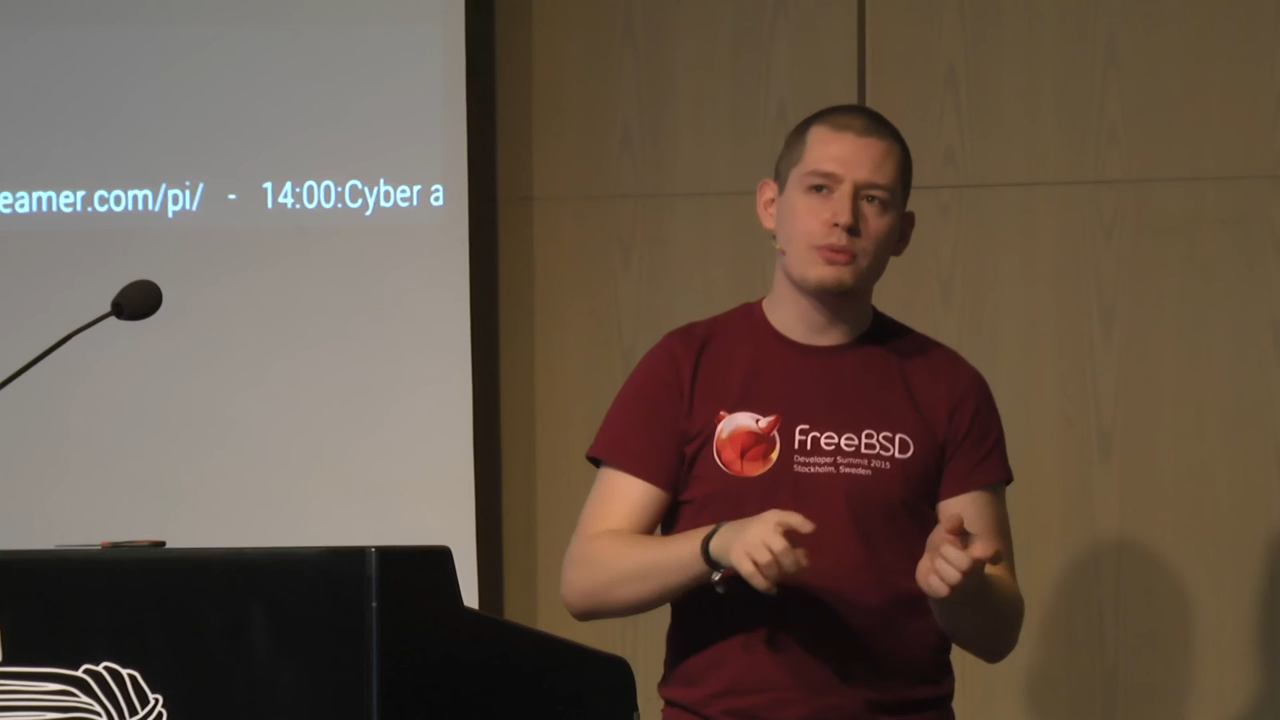 eamer.com/pi/ - 14:00:Cyber a
FreeBSD
Developer Summit 2015
Stockholm, Sweden